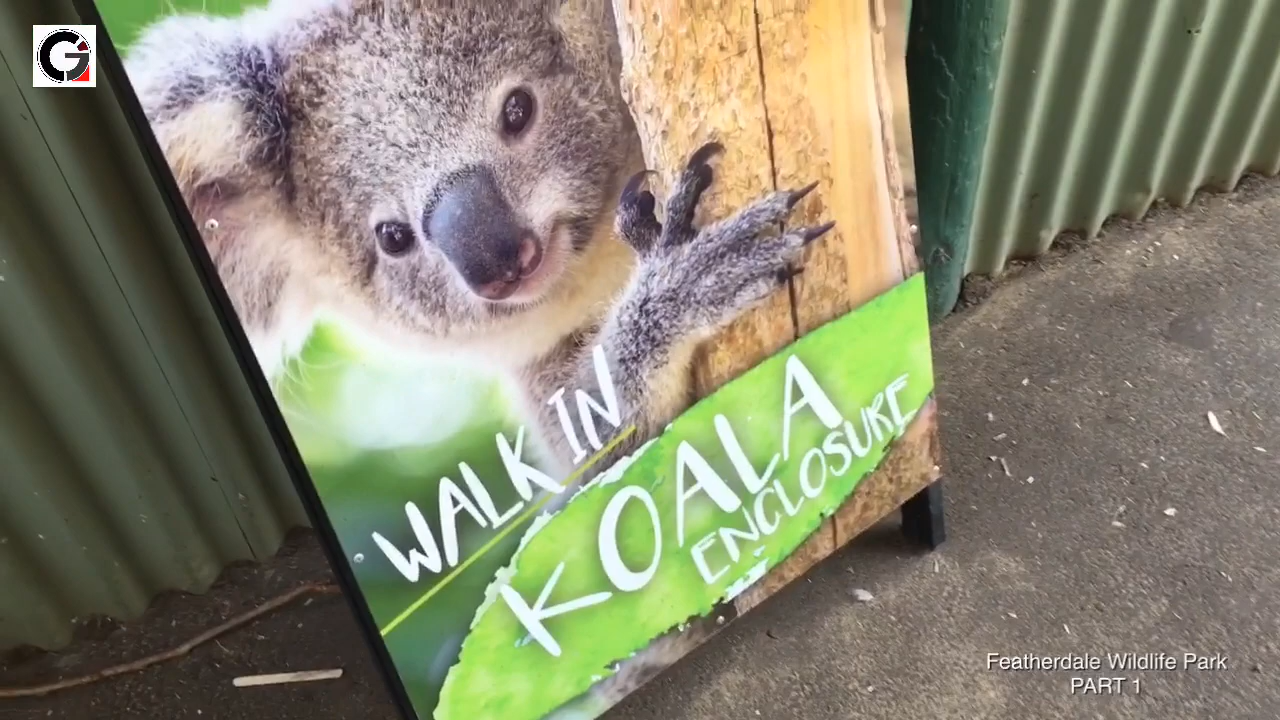 G
WALK IN
KOALA
ENCLOSURE
Featherdale Wildlife Park
PART 1